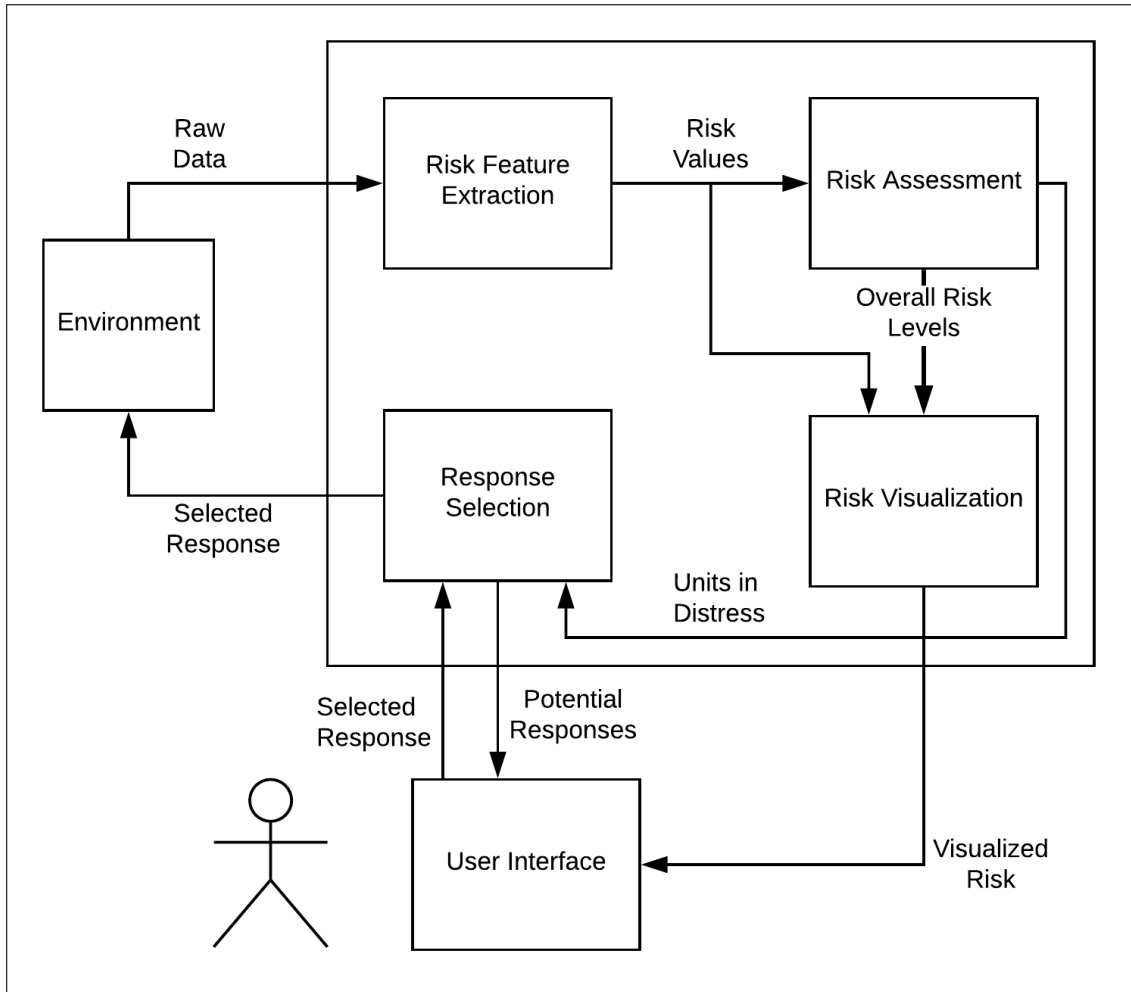 Raw
Data
Risk Feature
Extraction
Risk
Values
Risk Assessment
Environment
Overall Risk
Levels
Response
Selection
Risk Visualization
Selected
Response
Units in
Distress
Selected
Response
Potential
Responses
User Interface
Visualized
Risk